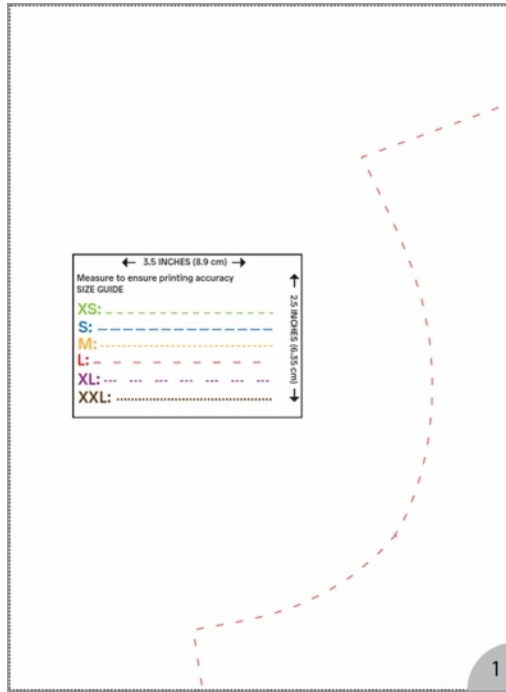 3.5 INCHES (8.9 cm)
Measure to ensure printing accuracy
SIZE GUIDE
2.5 INCHES (6.35 cm)
XS:
S:
M:
L:
XL:
XXL:
1